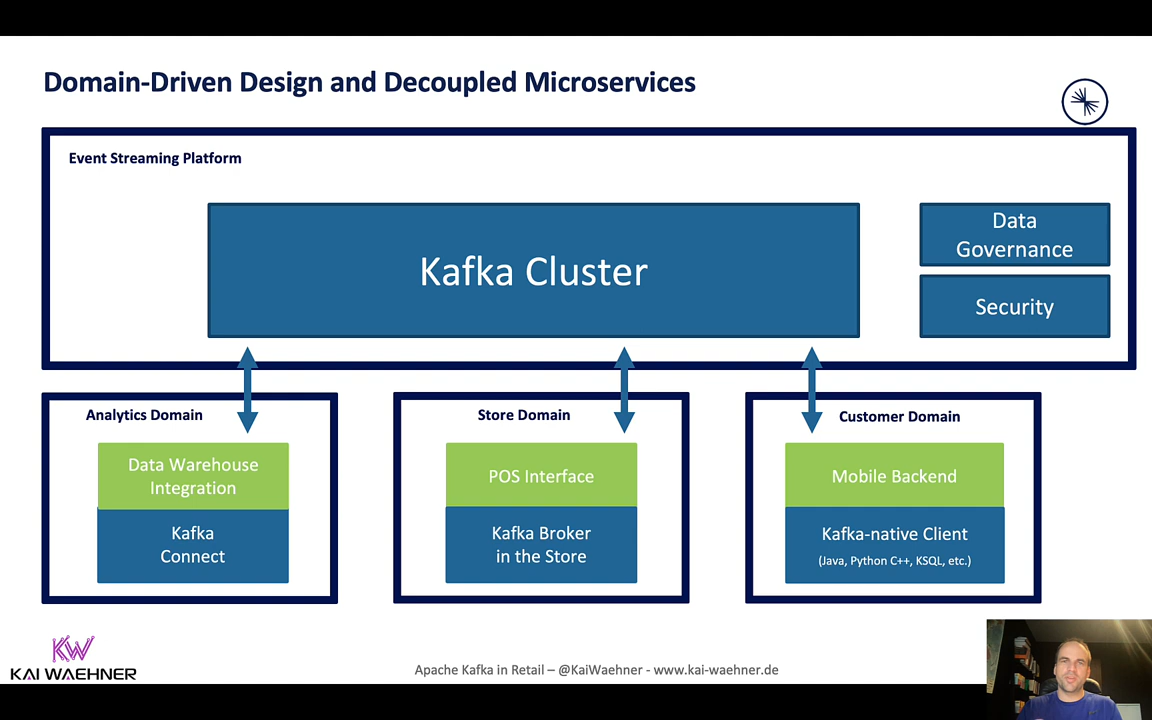 Domain-Driven Design and Decoupled Microservices
Event Streaming Platform
Kafka Cluster
Data
Governance
Security
Analytics Domain
Data Warehouse
Integration
Kafka
Connect
Store Domain
POS Interface
Kafka Broker
in the Store
Customer Domain
Mobile Backend
Kafka-native Client
(Java, Python C++, KSQL, etc.)
KW
KAI WAEHNER
Apache Kafka in Retail – @KaiWaehner - www.kai-waehner.de